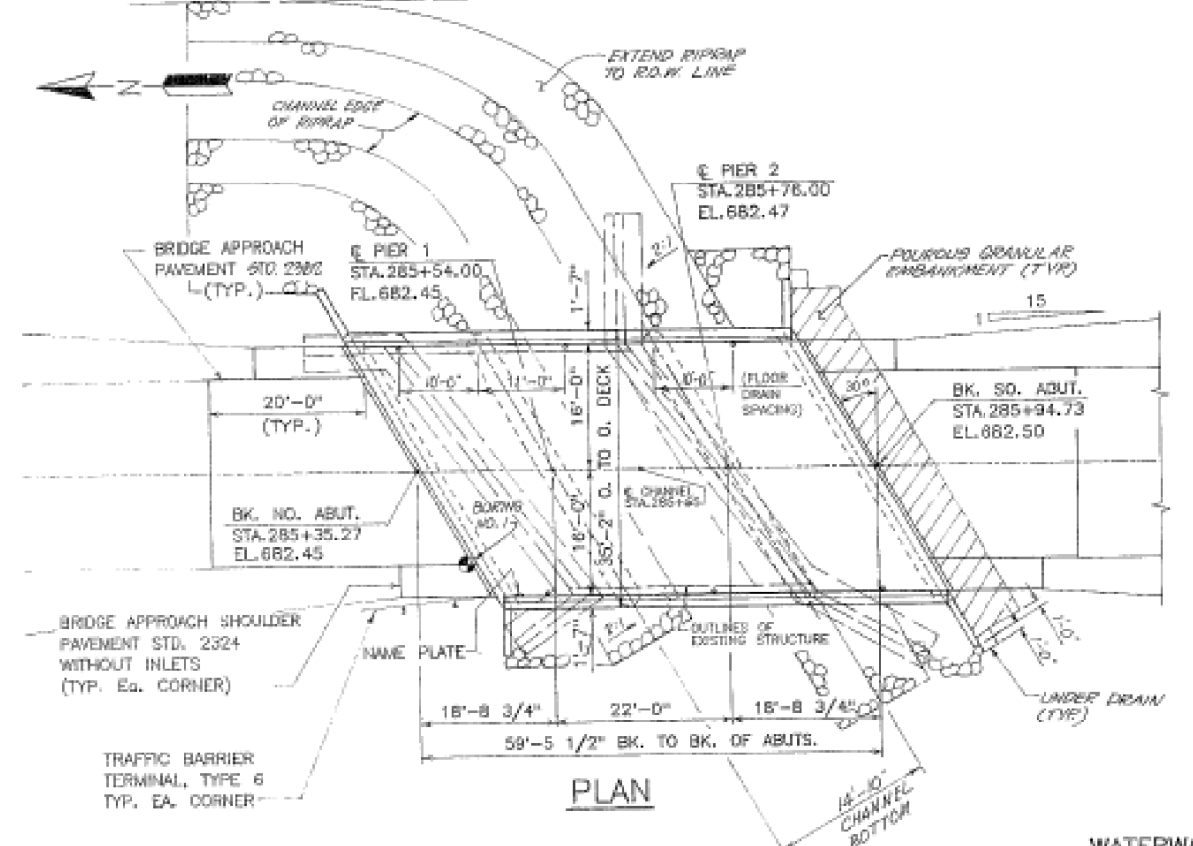 EXTEND RIPRAP
TO R.O.W. LINE
N
CHANNEL EDGE
OF RIPRAP
℄ PIER 2
STA.285+76.00
EL.682.47
BRIDGE APPROACH
PAVEMENT STD. 2382
(TYP.)
℄ PIER 1
STA.285+54.00
EL.682.45
2:1
POUROUS GRANULAR
EMBANKMENT (TYP)
15
1
1'-7"
10'-0"
11'-0"
16'-0"
10'-0"
(FLOOR
DRAIN
SPACING)
30°
20'-0"
(TYP.)
BK. SO. ABUT.
STA.285+94.73
EL.682.50
35'-2" O. TO O. DECK
℄ CHANNEL
BORING
NO. 1
BK. NO. ABUT.
STA.285+35.27
EL.682.45
16'-0"
BRIDGE APPROACH SHOULDER
PAVEMENT STD. 2324
WITHOUT INLETS
(TYP. Ea. CORNER)
NAME PLATE
2:1
1'-7"
OUTLINES OF
EXISTING STRUCTURE
1'-0"
1'-0"
UNDER DRAIN
(TYP.)
18'-8 3/4"
22'-0"
18'-8 3/4"
59'-5 1/2" BK. TO BK. OF ABUTS.
TRAFFIC BARRIER
TERMINAL, TYPE 6
TYP. EA. CORNER
PLAN
14'-10"
CHANNEL
BOTTOM